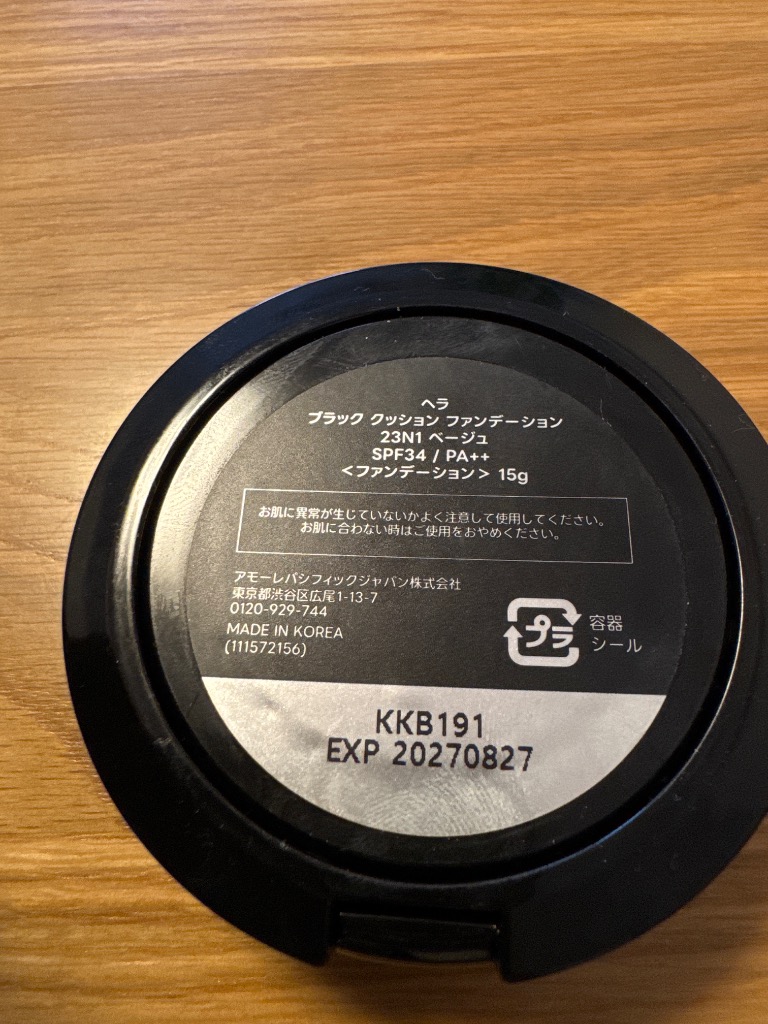 ヘラ
ブラック クッション ファンデーション
23N1 ベージュ
SPF34 / PA++
<ファンデーション> 15g
お肌に異常が生じていないかよく注意して使用してください。
お肌に合わない時はご使用をおやめください。
アモーレパシフィックジャパン株式会社
東京都渋谷区広尾1-13-7
0120-929-744
MADE IN KOREA
(111572156)
プラ
容器
シール
KKB191
EXP 20270827